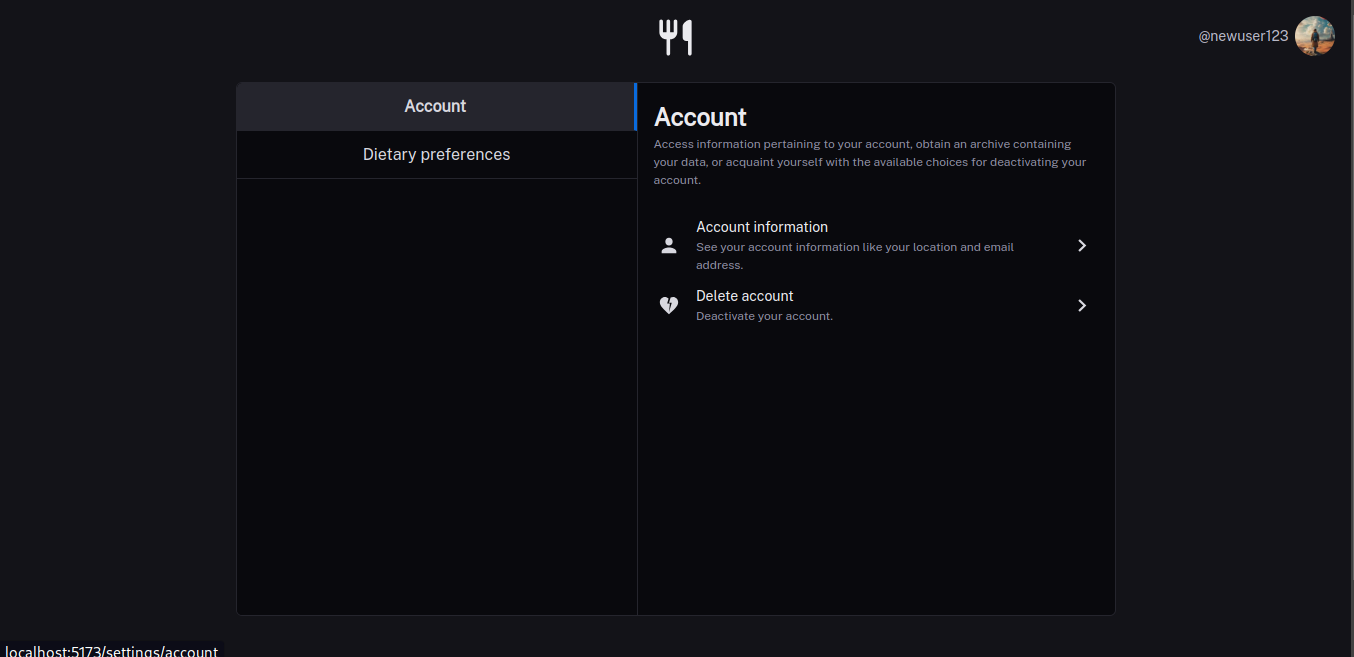 @newuser123
Account
Dietary preferences
Account
Access information pertaining to your account, obtain an archive containing
your data, or acquaint yourself with the available choices for deactivating your
account.
Account information
See your account information like your location and email
address.
Delete account
Deactivate your account.
localhost:5173/settings/account